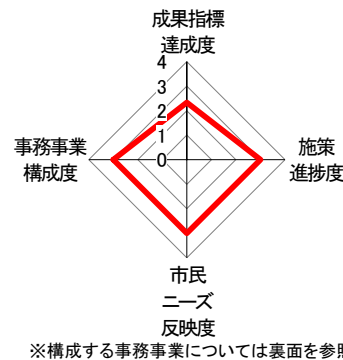 成果指標
達成度
4
3
2
1
0
事務事業
構成度
施策
進捗度
市民
ニーズ
反映度
※構成する事務事業については裏面を参照